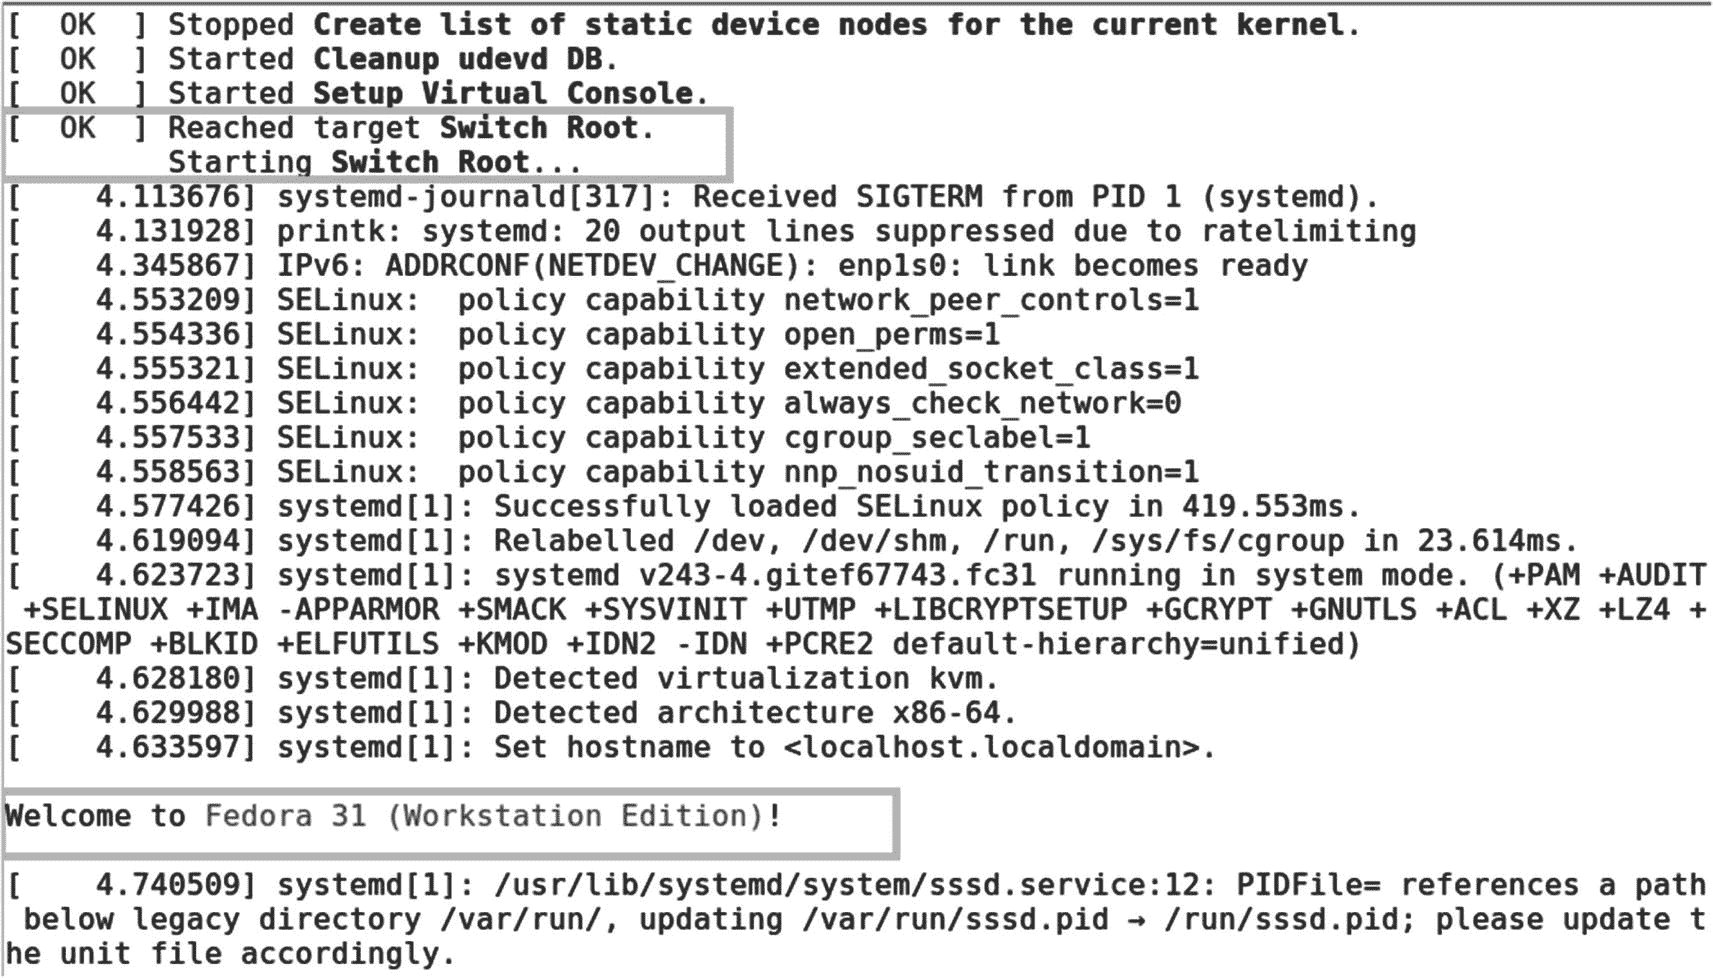 [  OK  ] Stopped Create list of static device nodes for the current kernel.
[  OK  ] Started Cleanup udevd DB.
[  OK  ] Started Setup Virtual Console.
[  OK  ] Reached target Switch Root.
         Starting Switch Root...
[    4.113676] systemd-journald[317]: Received SIGTERM from PID 1 (systemd).
[    4.131928] printk: systemd: 20 output lines suppressed due to ratelimiting
[    4.345867] IPv6: ADDRCONF(NETDEV_CHANGE): enp1s0: link becomes ready
[    4.553209] SELinux:  policy capability network_peer_controls=1
[    4.554336] SELinux:  policy capability open_perms=1
[    4.555321] SELinux:  policy capability extended_socket_class=1
[    4.556442] SELinux:  policy capability always_check_network=0
[    4.557533] SELinux:  policy capability cgroup_seclabel=1
[    4.558563] SELinux:  policy capability nnp_nosuid_transition=1
[    4.577426] systemd[1]: Successfully loaded SELinux policy in 419.553ms.
[    4.619094] systemd[1]: Relabelled /dev, /dev/shm, /run, /sys/fs/cgroup in 23.614ms.
[    4.623723] systemd[1]: systemd v243-4.gitef67743.fc31 running in system mode. (+PAM +AUDIT
 +SELINUX +IMA -APPARMOR +SMACK +SYSVINIT +UTMP +LIBCRYPTSETUP +GCRYPT +GNUTLS +ACL +XZ +LZ4 +
SECCOMP +BLKID +ELFUTILS +KMOD +IDN2 -IDN +PCRE2 default-hierarchy=unified)
[    4.628180] systemd[1]: Detected virtualization kvm.
[    4.629988] systemd[1]: Detected architecture x86-64.
[    4.633597] systemd[1]: Set hostname to <localhost.localdomain>.
Welcome to Fedora 31 (Workstation Edition)!
[    4.740509] systemd[1]: /usr/lib/systemd/system/sssd.service:12: PIDFile= references a path
 below legacy directory /var/run/, updating /var/run/sssd.pid → /run/sssd.pid; please update t
he unit file accordingly.